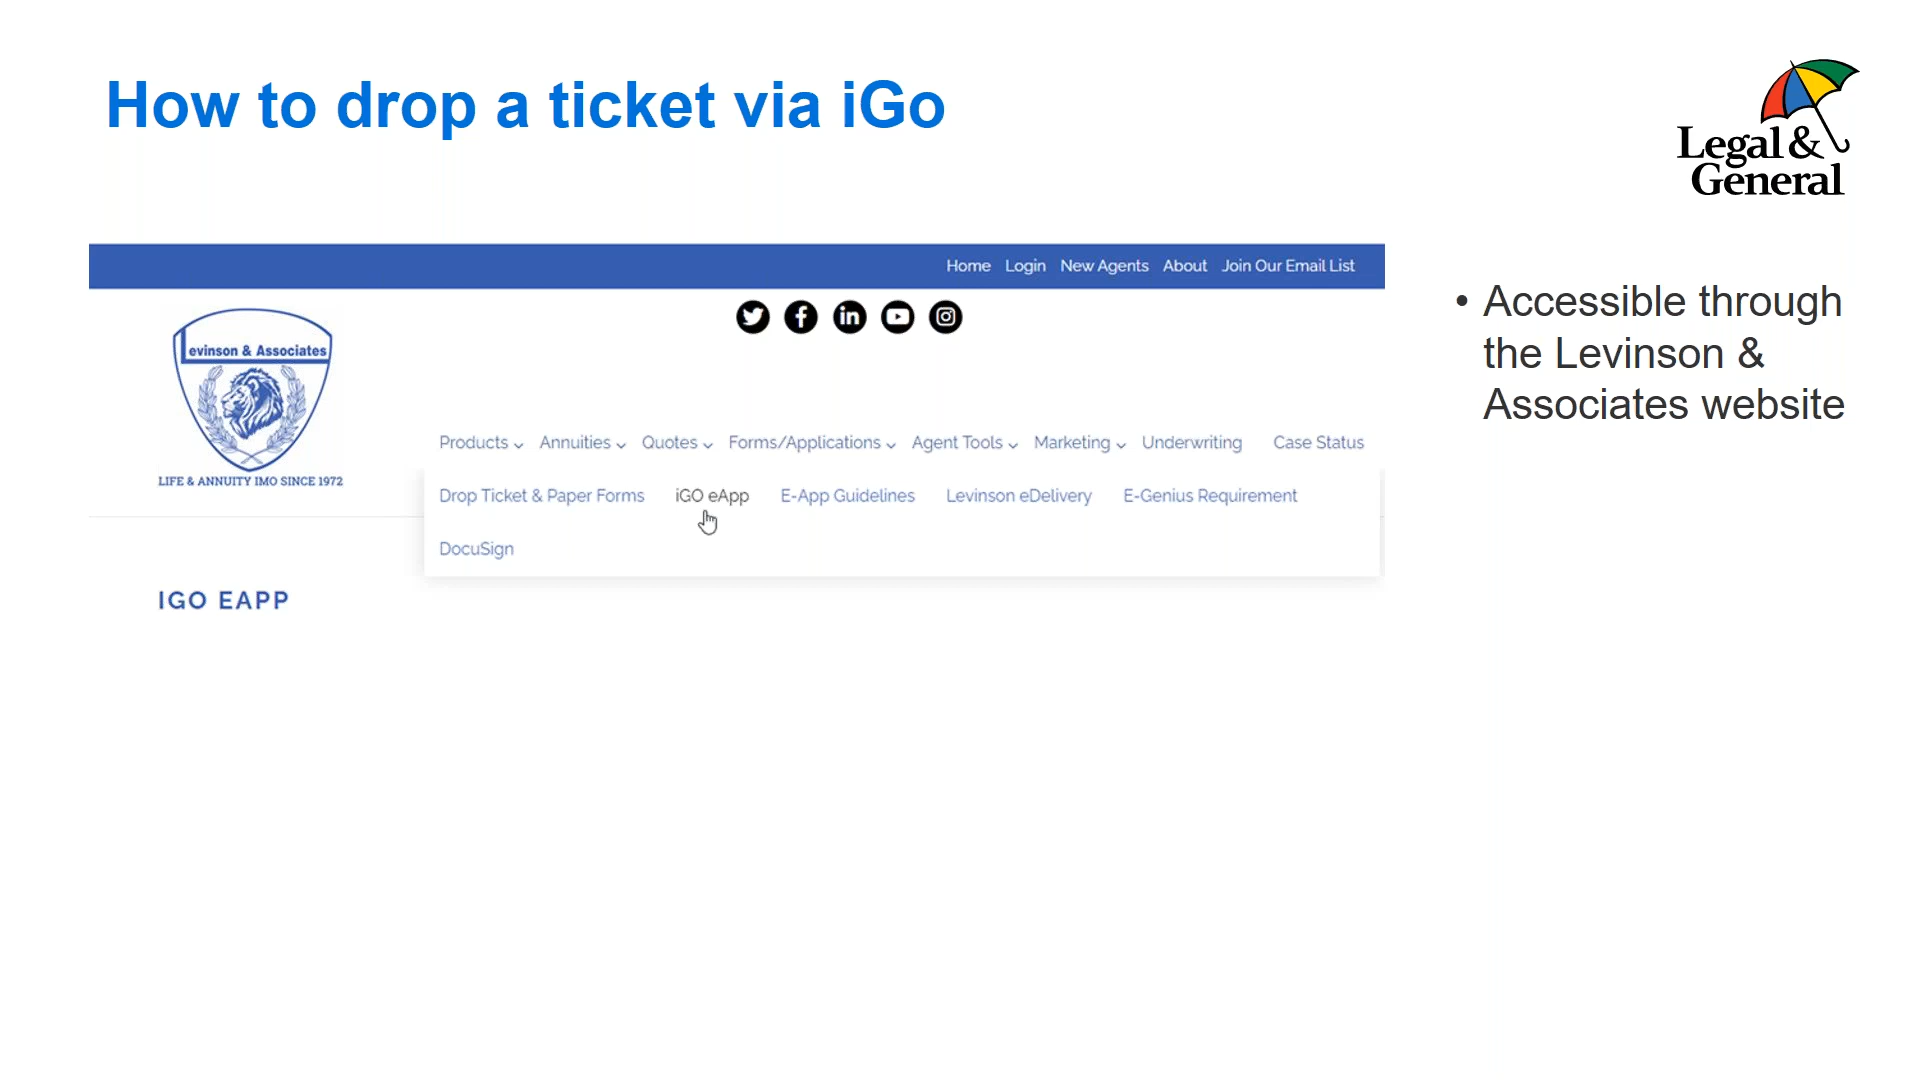 How to drop a ticket via iGo
Legal &
General
Home Login New Agents About Join Our Email List
Levinson & Associates
LIFE & ANNUITY IMO SINCE 1972
Products Annuities Quotes Forms/Applications Agent Tools Marketing Underwriting Case Status
Drop Ticket & Paper Forms iGO eApp E-App Guidelines Levinson eDelivery E-Genius Requirement
DocuSign
IGO EAPP
• Accessible through
the Levinson &
Associates website